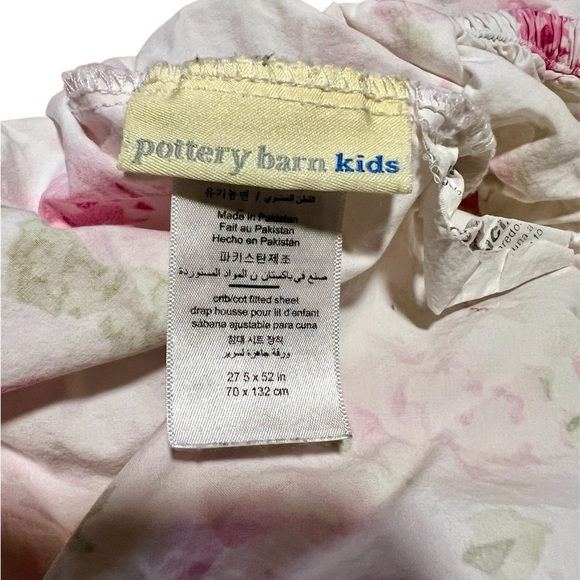 pottery barn kids
유기농면 / القطن العضوي
Made in Pakistan
Fait au Pakistan
Hecho en Pakistán
파키스탄제조
صنع في باكستان ن المواد المستوردة
crib/cot fitted sheet
drap housse pour lit d'enfant
sábana ajustable para cuna
침대 시트 장착
ورقة جاهزة لسرير
27.5 x 52 in
70 x 132 cm
una
to